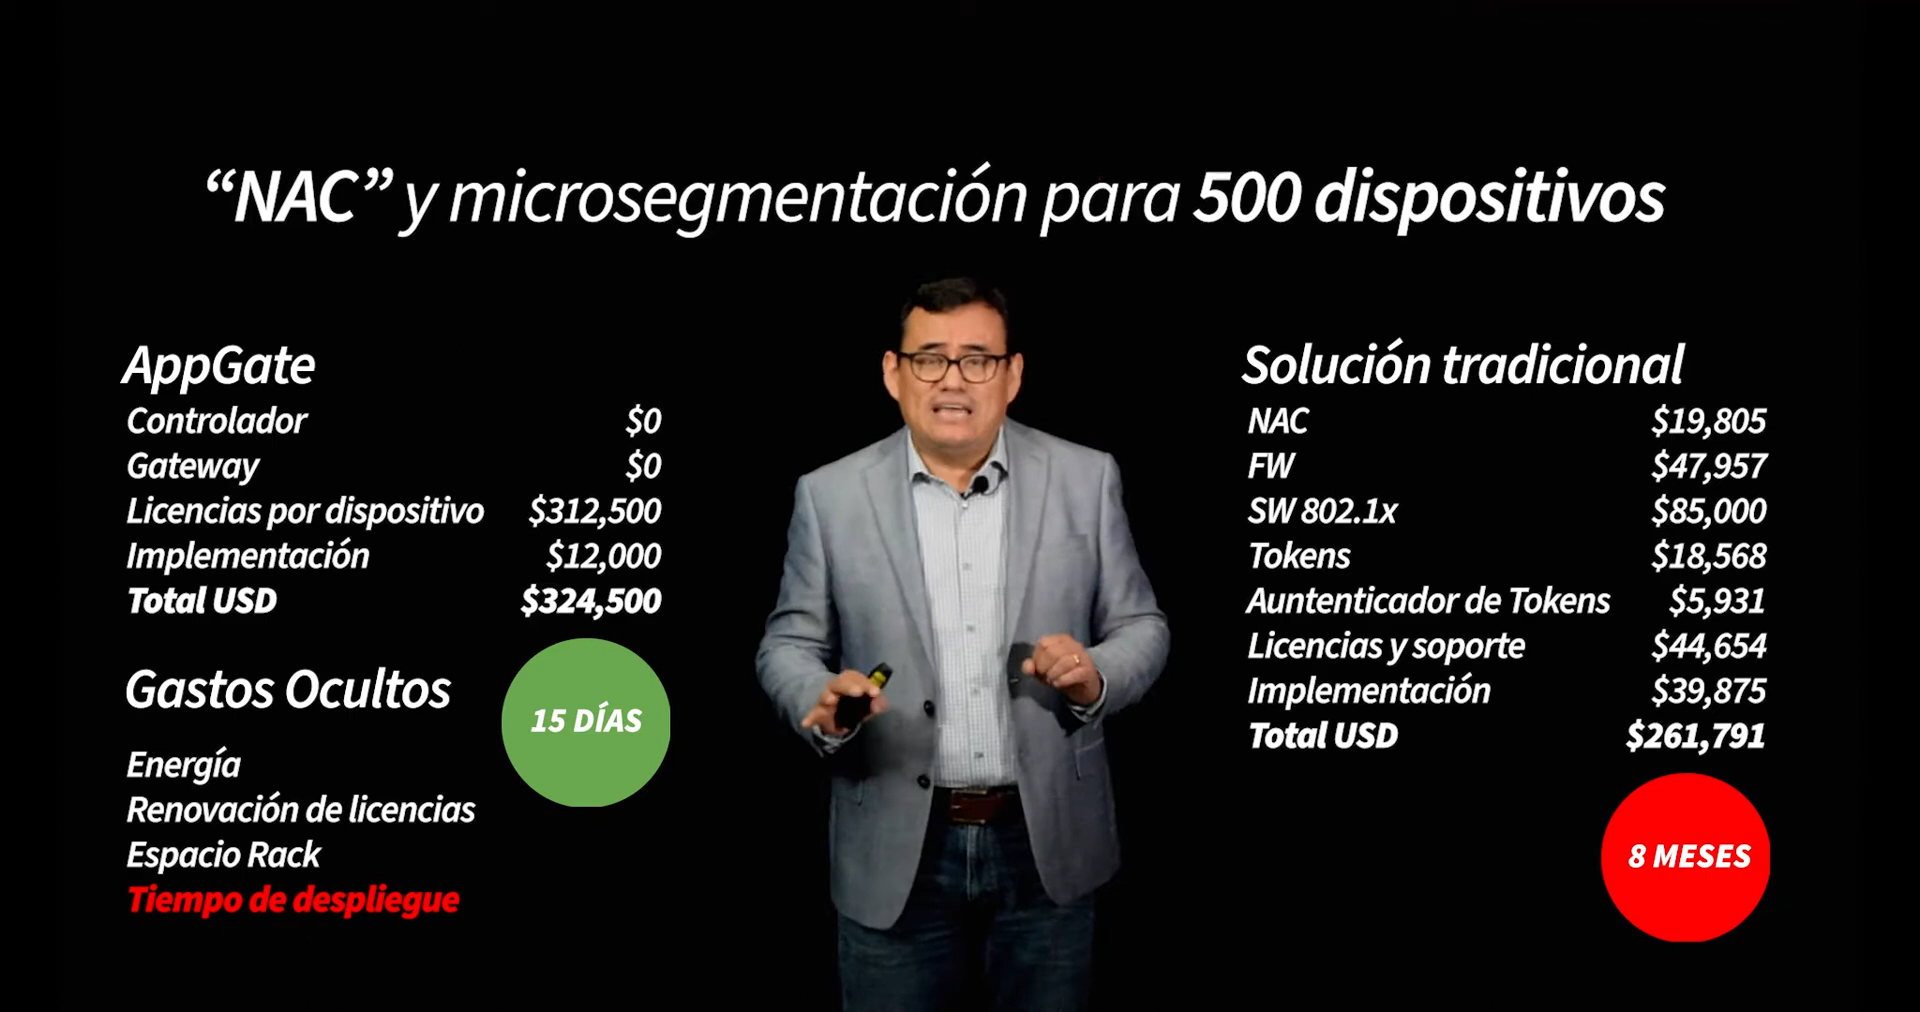 “NAC” y microsegmentación para 500 dispositivos
AppGate
Controlador $0
Gateway $0
Licencias por dispositivo $312,500
Implementación $12,000
Total USD $324,500
Gastos Ocultos
15 DÍAS
Energía
Renovación de licencias
Espacio Rack
Tiempo de despliegue
Solución tradicional
NAC $19,805
FW $47,957
SW 802.1x $85,000
Tokens $18,568
Auntenticador de Tokens $5,931
Licencias y soporte $44,654
Implementación $39,875
Total USD $261,791
8 MESES